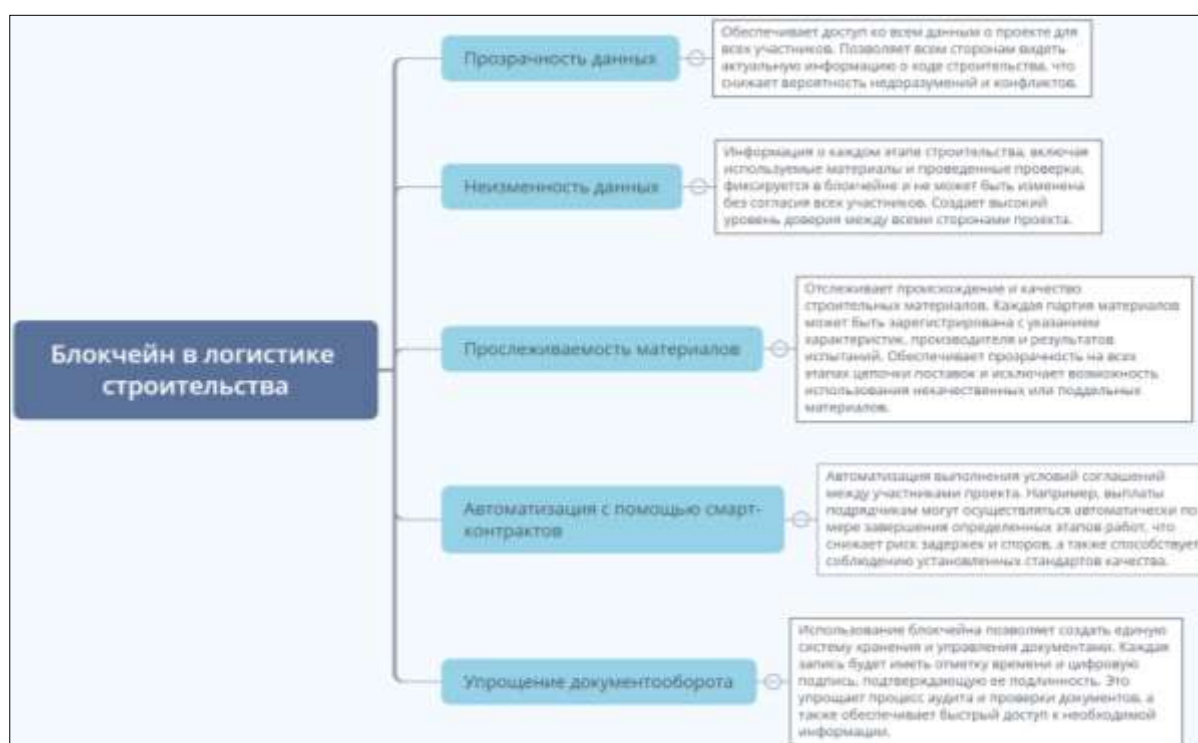 Блокчейн в логистике
строительства
Прозрачность данных
Обеспечивает доступ ко всем данным о проекте для
всех участников. Позволяет всем сторонам видеть
актуальную информацию о ходе строительства, что
снижает вероятность недоразумений и конфликтов.
Неизменность данных
Информация о каждом этапе строительства, включая
используемые материалы и проведенные проверки,
фиксируется в блокчейне и не может быть изменена
без согласия всех участников. Создает высокий
уровень доверия между всеми сторонами проекта.
Прослеживаемость материалов
Отслеживает происхождение и качество
строительных материалов. Каждая партия материалов
может быть зарегистрирована с указанием
характеристик, производителя и результатов
испытаний. Обеспечивает прозрачность на всех
этапах цепочки поставок и исключает возможность
использования некачественных или поддельных
материалов.
Автоматизация с помощью смарт-
контрактов
Автоматизация выполнения условий соглашений
между участниками проекта. Например, выплаты
подрядчикам могут осуществляться автоматически по
мере завершения определенных этапов работ, что
снижает риск задержек и споров, а также способствует
соблюдению установленных стандартов качества.
Упрощение документооборота
Использование блокчейна позволяет создать единую
систему хранения и управления документами. Каждая
запись будет иметь отметку времени и цифровую
подпись, подтверждающую ее подлинность. Это
упрощает процесс аудита и проверки документов, а
также обеспечивает быстрый доступ к необходимой
информации.